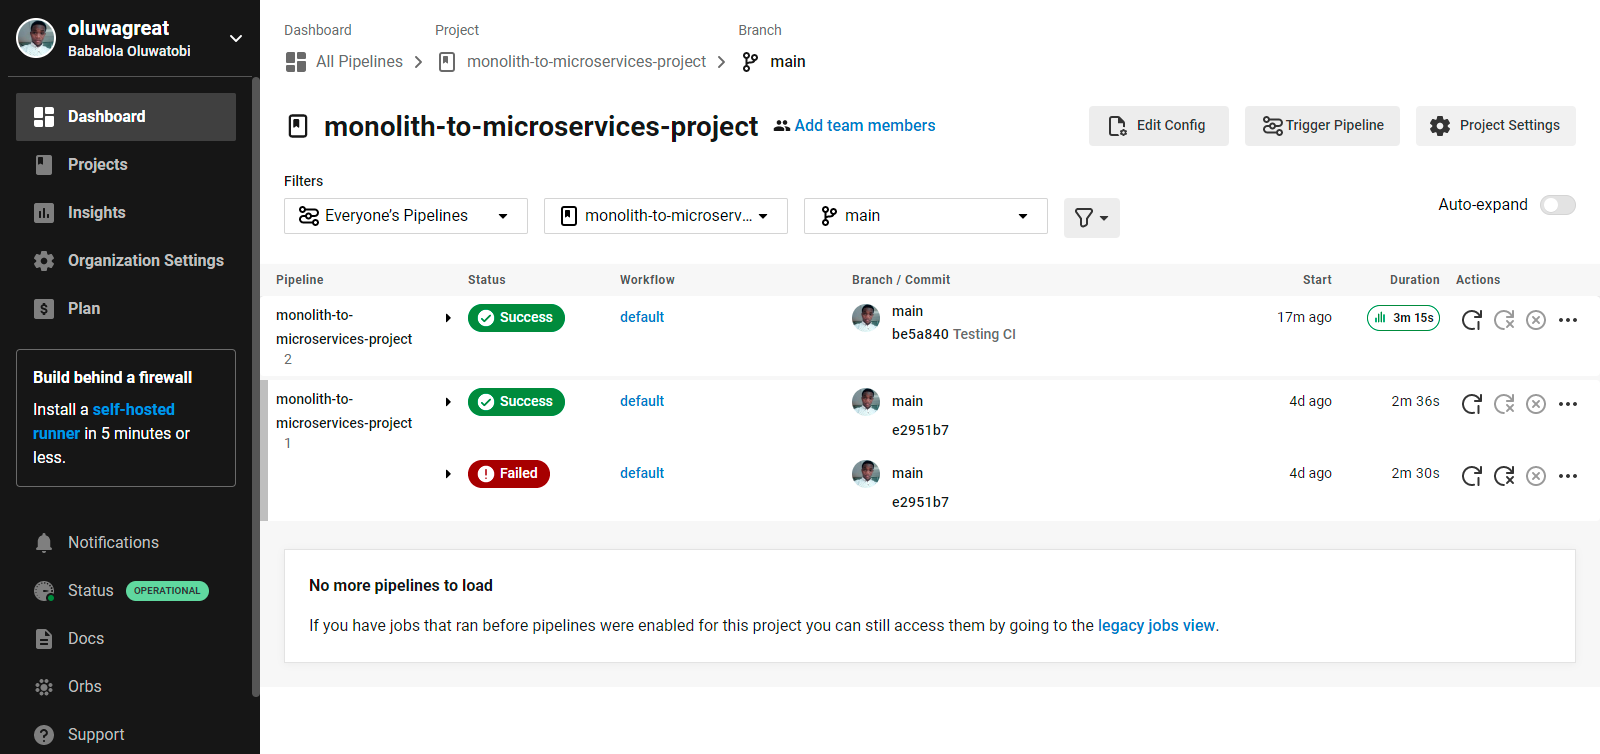 oluwagreat
Babalola Oluwatobi
Dashboard
Projects
Insights
Organization Settings
Plan
Build behind a firewall
Install a self-hosted
runner in 5 minutes or
less.
Notifications
Status OPERATIONAL
Docs
Orbs
Support
Dashboard Project Branch
All Pipelines monolith-to-microservices-project main
monolith-to-microservices-project Add team members Edit Config Trigger Pipeline Project Settings
Filters
Everyone’s Pipelines monolith-to-microserv... main Auto-expand
Pipeline Status Workflow Branch / Commit Start Duration Actions
monolith-to-
microservices-project
2
Success default main 17m ago 3m 15s
be5a840 Testing CI
monolith-to-
microservices-project
1
Success default main 4d ago 2m 36s
e2951b7
Failed default main 4d ago 2m 30s
e2951b7
No more pipelines to load
If you have jobs that ran before pipelines were enabled for this project you can still access them by going to the legacy jobs view.